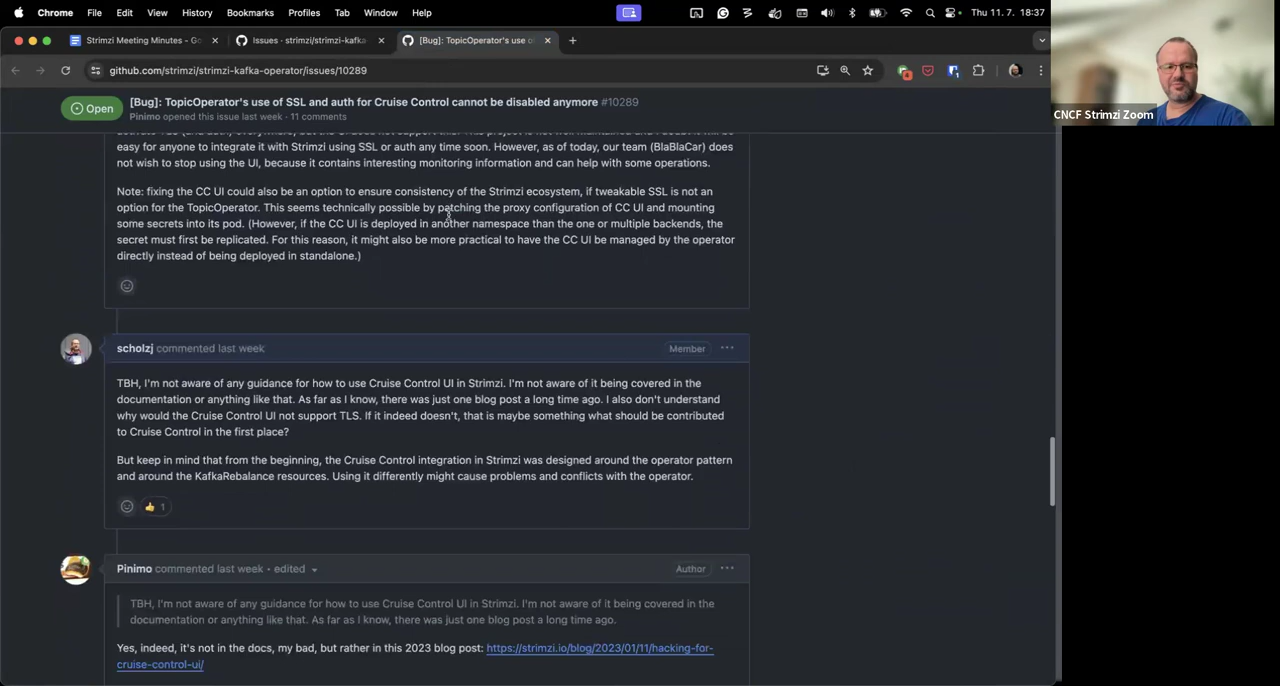 Chrome File Edit View History Bookmarks Profiles Tab Window Help Thu 11. 7. 18:37
Strimzi Meeting Minutes - Go Issues · strimzi/strimzi-kafka- [Bug]: TopicOperator's use of
github.com/strimzi/strimzi-kafka-operator/issues/10289
Open
[Bug]: TopicOperator's use of SSL and auth for Cruise Control cannot be disabled anymore #10289
Pinimo opened this issue last week · 11 comments
easy for anyone to integrate it with Strimzi using SSL or auth any time soon. However, as of today, our team (BlaBlaCar) does
not wish to stop using the UI, because it contains interesting monitoring information and can help with some operations.
Note: fixing the CC UI could also be an option to ensure consistency of the Strimzi ecosystem, if tweakable SSL is not an
option for the TopicOperator. This seems technically possible by patching the proxy configuration of CC UI and mounting
some secrets into its pod. (However, if the CC UI is deployed in another namespace than the one or multiple backends, the
secret must first be replicated. For this reason, it might also be more practical to have the CC UI be managed by the operator
directly instead of being deployed in standalone.)
scholzj commented last week Member
TBH, I'm not aware of any guidance for how to use Cruise Control UI in Strimzi. I'm not aware of it being covered in the
documentation or anything like that. As far as I know, there was just one blog post a long time ago. I also don't understand
why would the Cruise Control UI not support TLS. If it indeed doesn't, that is maybe something what should be contributed
to Cruise Control in the first place?
But keep in mind that from the beginning, the Cruise Control integration in Strimzi was designed around the operator pattern
and around the KafkaRebalance resources. Using it differently might cause problems and conflicts with the operator.
1
Pinimo commented last week · edited Author
TBH, I'm not aware of any guidance for how to use Cruise Control UI in Strimzi. I'm not aware of it being covered in the
documentation or anything like that. As far as I know, there was just one blog post a long time ago.
Yes, indeed, it's not in the docs, my bad, but rather in this 2023 blog post: https://strimzi.io/blog/2023/01/11/hacking-for-
cruise-control-ui/
CNCF Strimzi Zoom